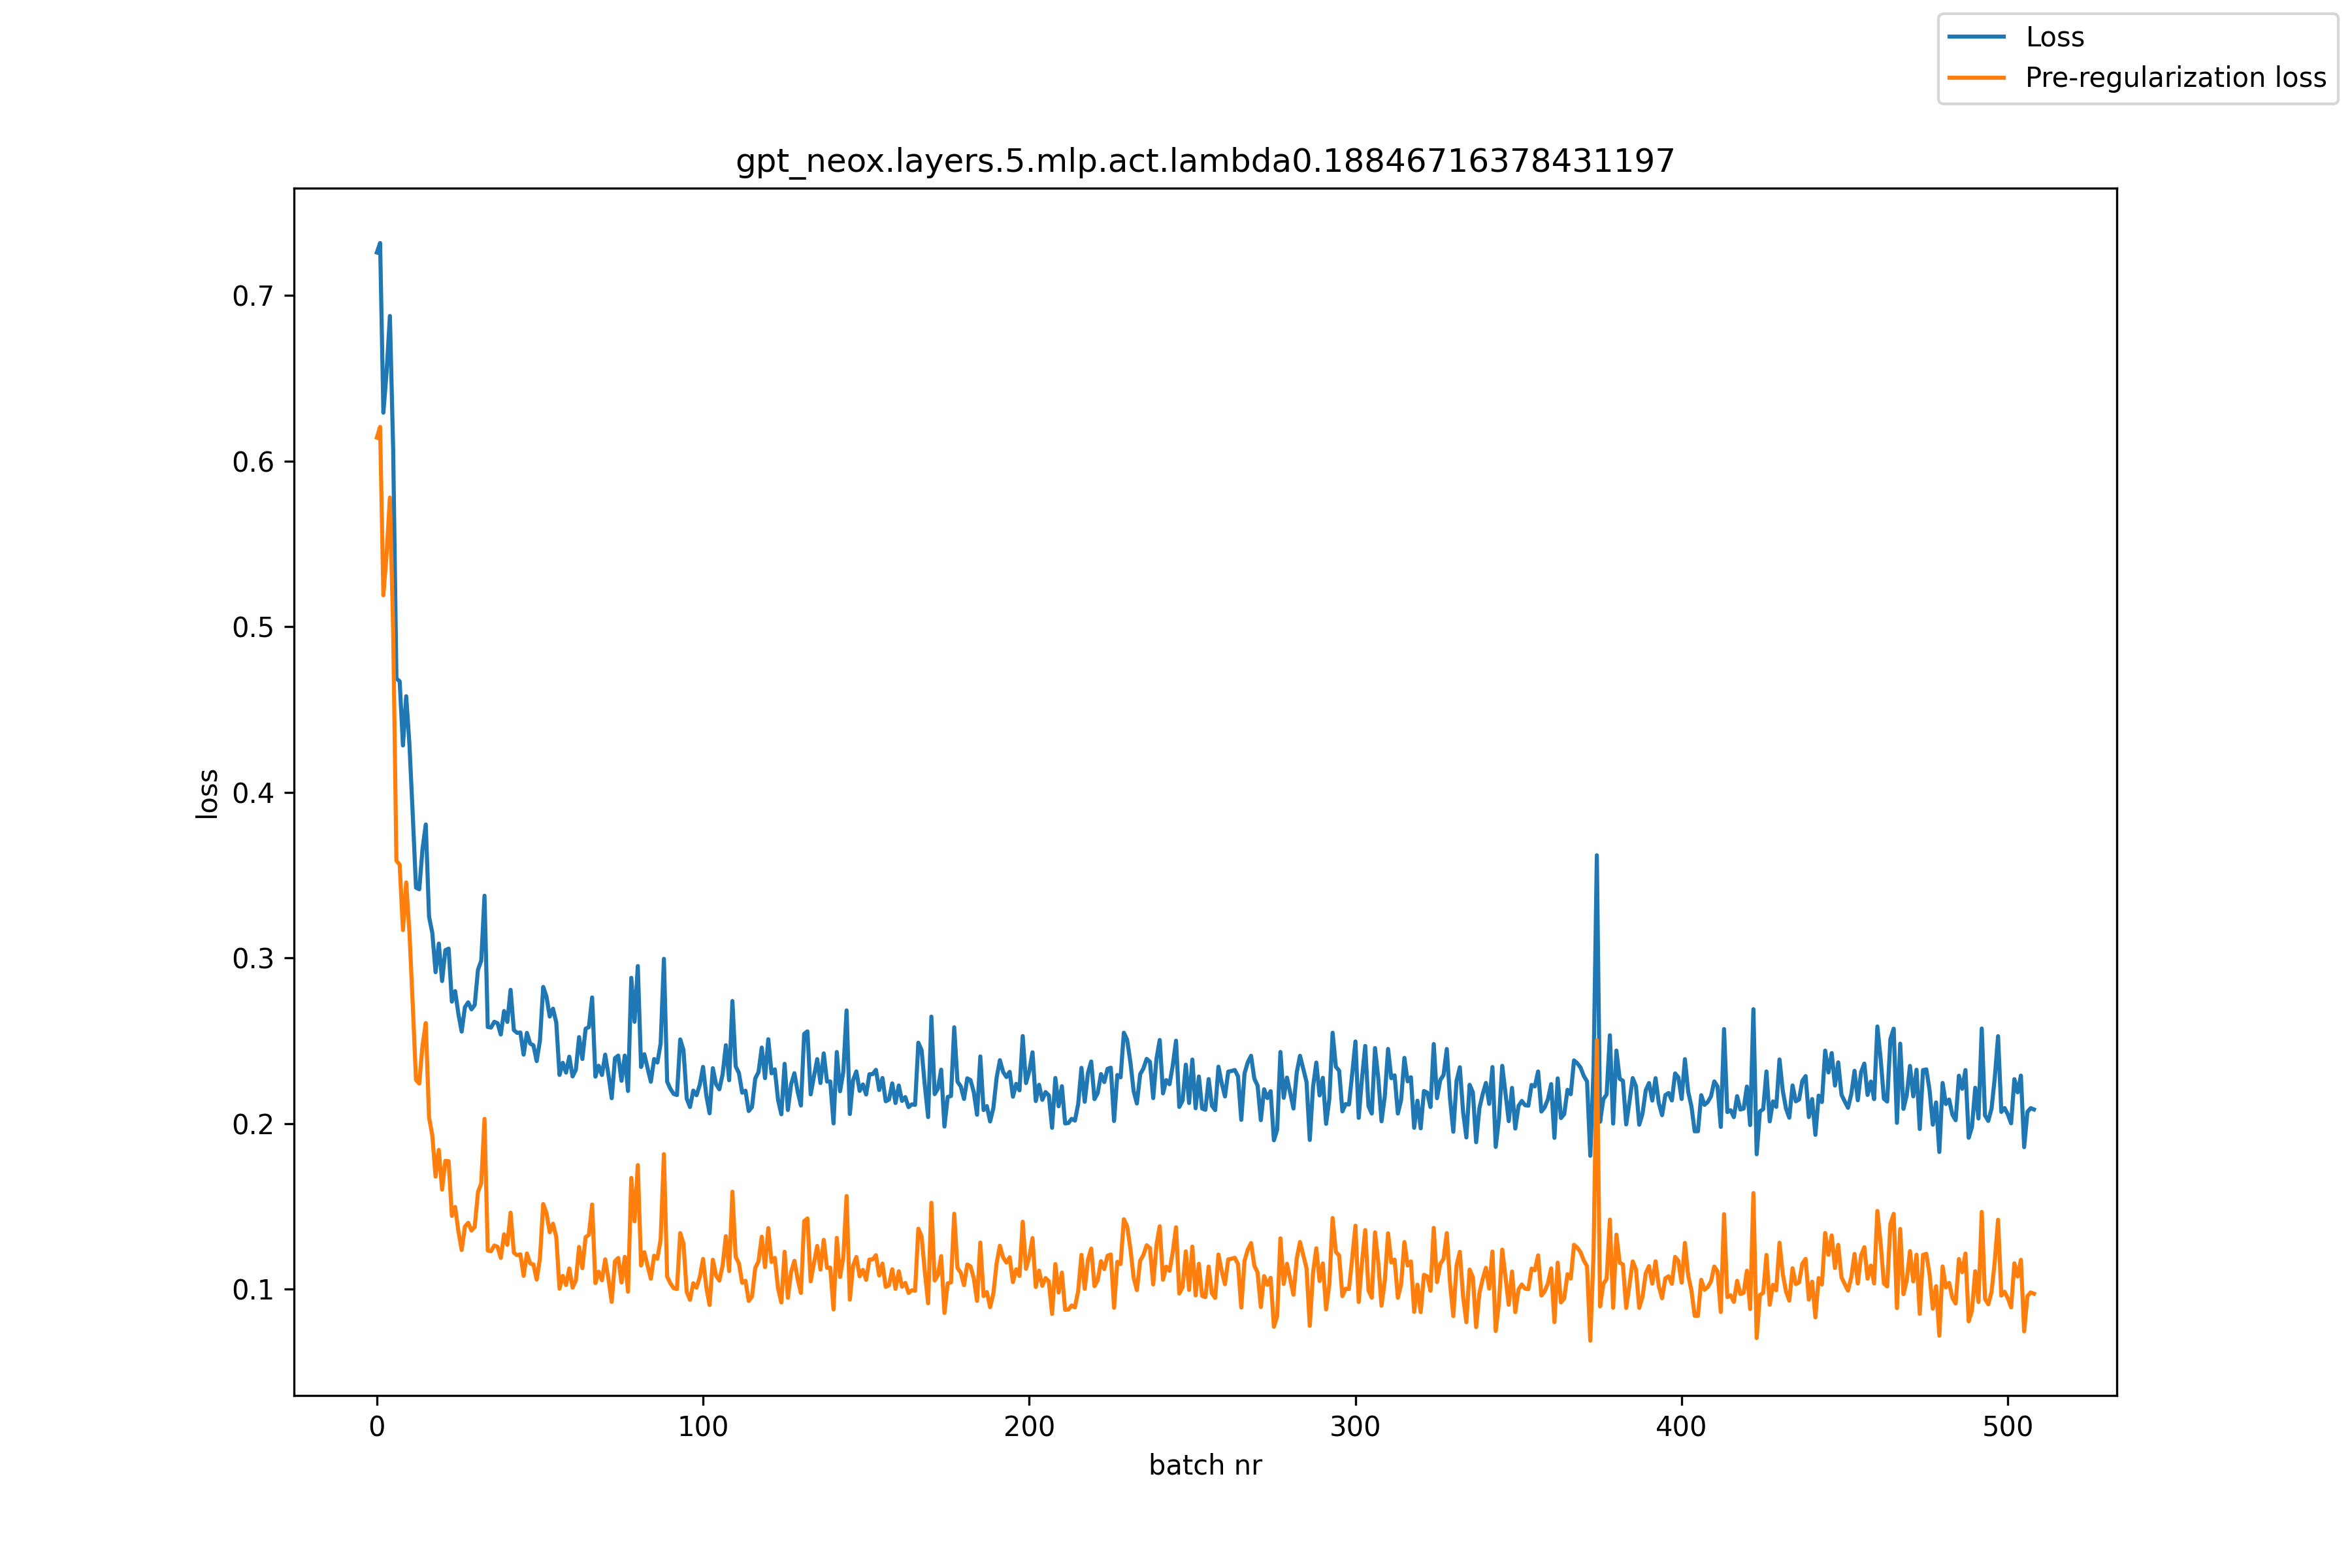 Loss
Pre-regularization loss
gpt_neox.layers.5.mlp.act.lambda0.18846716378431197
0.7
0.6
0.5
0.4
0.3
0.2
0.1
loss
0 100 200 300 400 500
batch nr